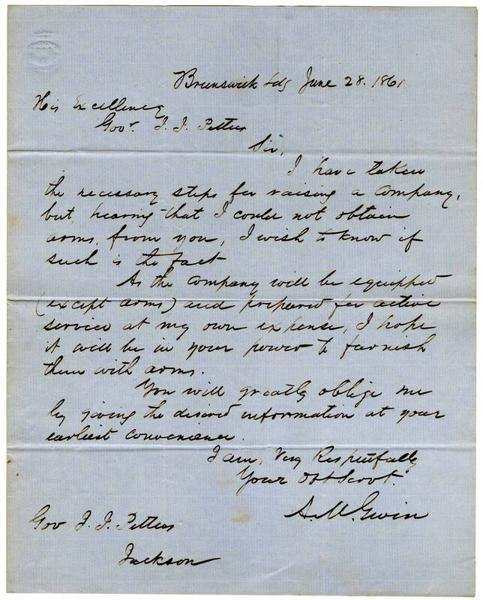 Brunswick Ldg June 28. 1861
His Excellency
Gov. J. J. Pettus
Sir,
I have taken
the necessary steps for raising a company,
but hearing that I could not obtain
arms from you, I wish to know if
such is the fact
As the company will be equipped
(except arms) and prepared for active
service at my own expense, I hope
it will be in your power to furnish
them with arms.
You will greatly oblige me
by giving the desired information at your
earliest convenience.
I am, Very Respectfully
Your Obt Servt.
Gov J. J. Pettus
Jackson